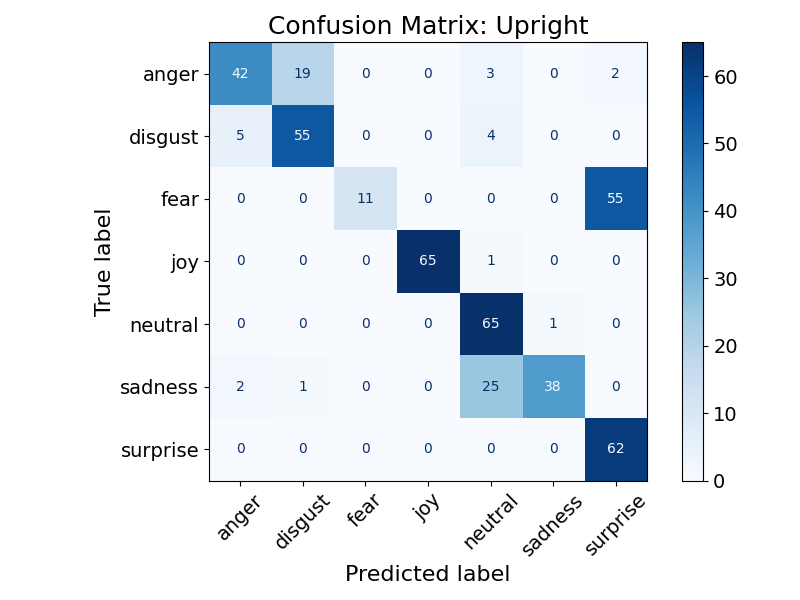 Confusion Matrix: Upright
anger 42 19 0 0 3 0 2
disgust 5 55 0 0 4 0 0
fear 0 0 11 0 0 0 55
joy 0 0 0 65 1 0 0
neutral 0 0 0 0 65 1 0
sadness 2 1 0 0 25 38 0
surprise 0 0 0 0 0 0 62
anger disgust fear joy neutral sadness surprise
Predicted label
True label
60
50
40
30
20
10
0